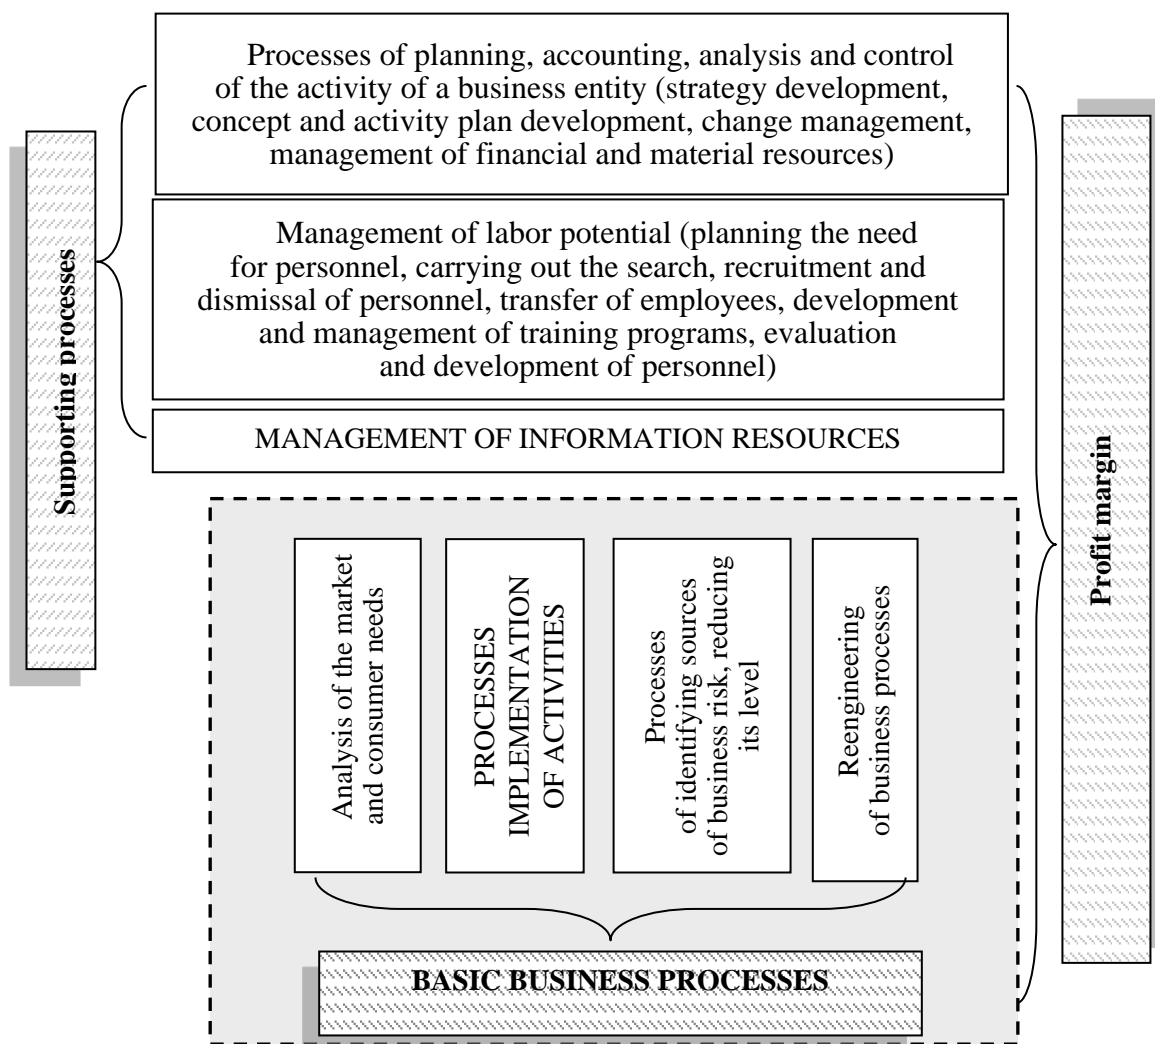 Processes of planning, accounting, analysis and control
of the activity of a business entity (strategy development,
concept and activity plan development, change management,
management of financial and material resources)
Supporting processes
Management of labor potential (planning the need
for personnel, carrying out the search, recruitment and
dismissal of personnel, transfer of employees, development
and management of training programs, evaluation
and development of personnel)
MANAGEMENT OF INFORMATION RESOURCES
Profit margin
Analysis of the market
and consumer needs
PROCESSES
IMPLEMENTATION
OF ACTIVITIES
Processes
of identifying sources
of business risk, reducing
its level
Reengineering
of business processes
BASIC BUSINESS PROCESSES